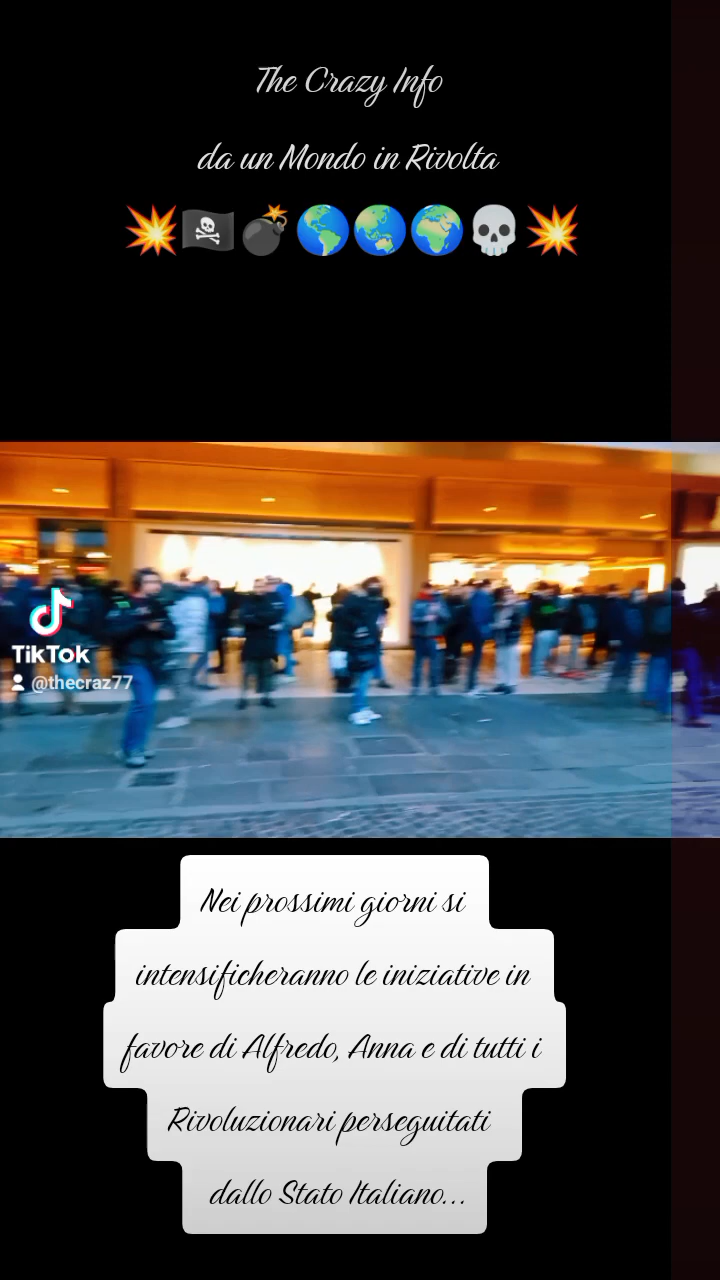 The Crazy Info
da un Mondo in Rivolta
💥🏴‍☠️💣🌎🌏🌍💀💥
TikTok
@thecraz77
Nei prossimi giorni si
intensificheranno le iniziative in
favore di Alfredo, Anna e di tutti i
Rivoluzionari perseguitati
dallo Stato Italiano...